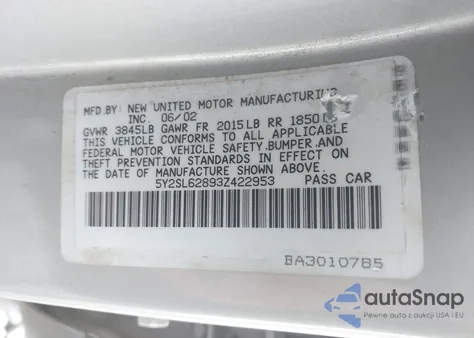 MFD.BY: NEW UNITED MOTOR MANUFACTURING
INC. 06/02
GVWR 3845LB GAWR FR 2015LB RR 1850LB
THIS VEHICLE CONFORMS TO ALL APPLICABLE
FEDERAL MOTOR VEHICLE SAFETY,BUMPER,AND
THEFT PREVENTION STANDARDS IN EFFECT ON
THE DATE OF MANUFACTURE SHOWN ABOVE.
5Y2SL62893Z422953 PASS CAR
BA3010785
autoSnap
Pewne auta z aukcji USA i EU